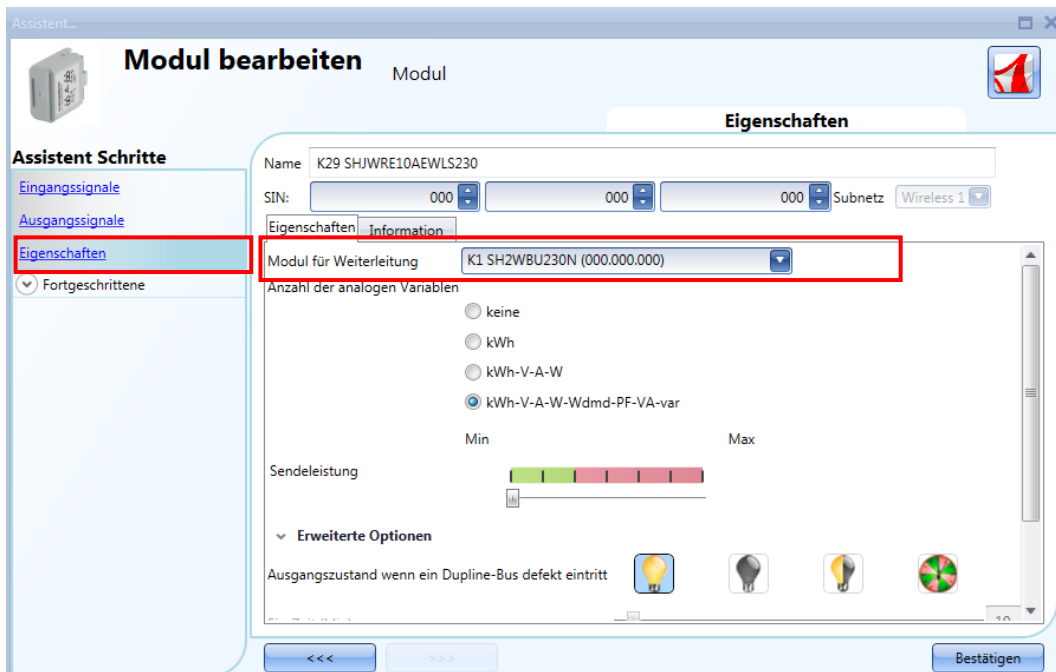 Assistent...
Modul bearbeiten Modul
Eigenschaften
Assistent Schritte
Eingangssignale
Ausgangssignale
Eigenschaften
Fortgeschrittene
Name K29 SHJWRE10AEWLS230
SIN: 000 000 000 Subnetz Wireless 1
Eigenschaften Information
Modul für Weiterleitung K1 SH2WBU230N (000.000.000)
Anzahl der analogen Variablen
keine
kWh
kWh-V-A-W
kWh-V-A-W-Wdmd-PF-VA-var
Min Max
Sendeleistung
Erweiterte Optionen
Ausgangszustand wenn ein Dupline-Bus defekt eintritt
<<< >>> Bestätigen